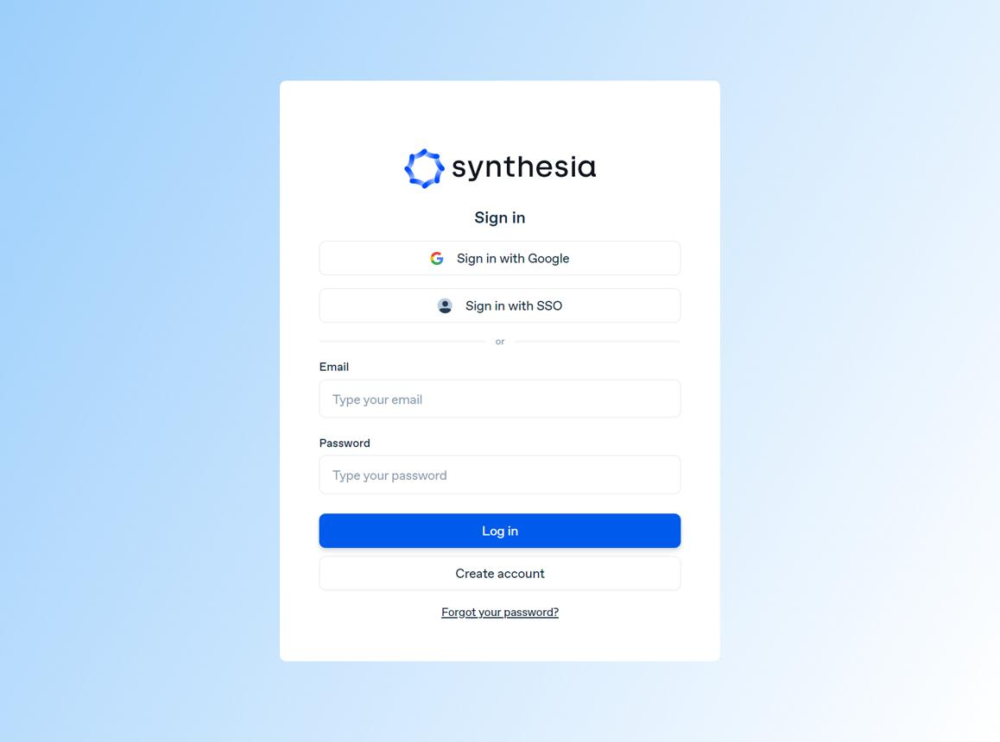 synthesia
Sign in
Sign in with Google
Sign in with SSO
or
Email
Type your email
Password
Type your password
Log in
Create account
Forgot your password?